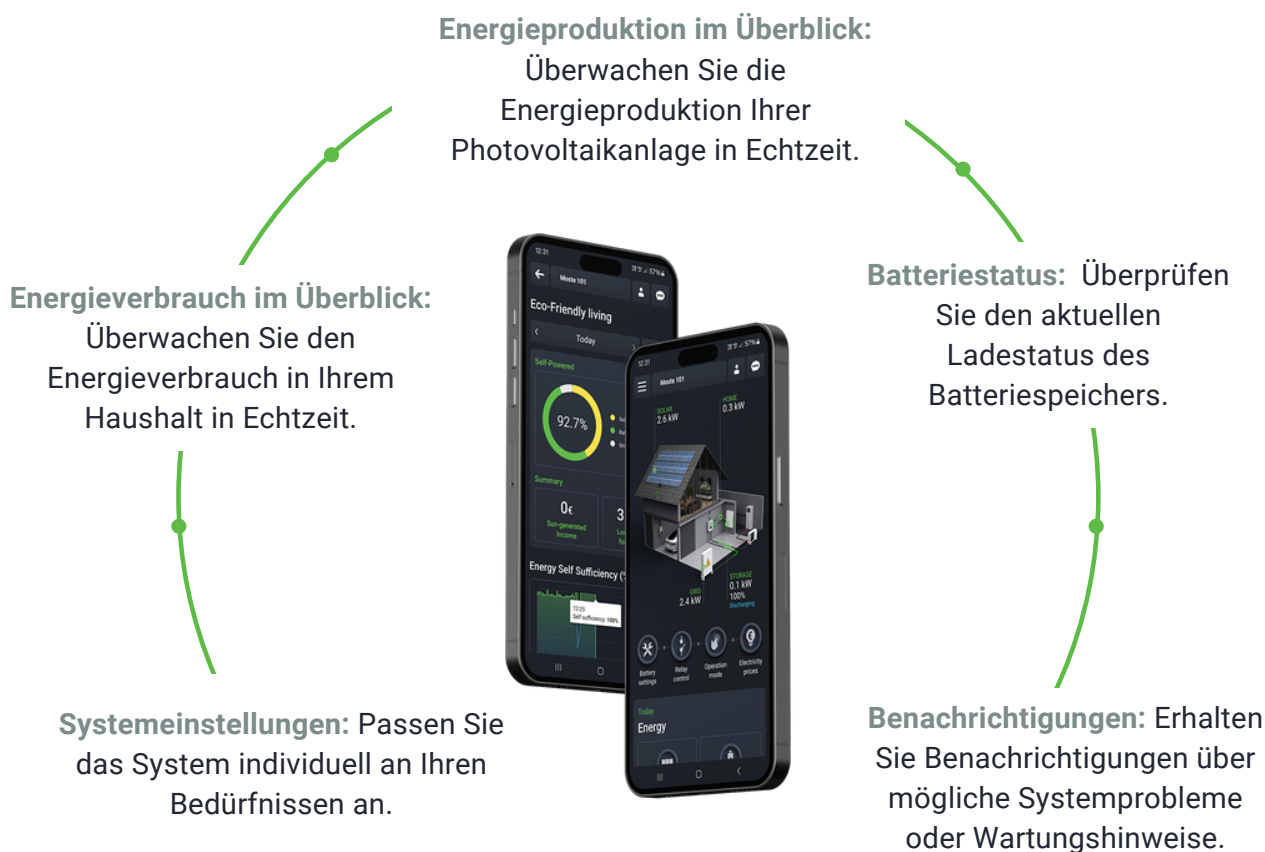 Energieproduktion im Überblick:
Überwachen Sie die
Energieproduktion Ihrer
Photovoltaikanlage in Echtzeit.
Energieverbrauch im Überblick:
Überwachen Sie den
Energieverbrauch in Ihrem
Haushalt in Echtzeit.
Batteriestatus: Überprüfen
Sie den aktuellen
Ladestatus des
Batteriespeichers.
Systemeinstellungen: Passen Sie
das System individuell an Ihren
Bedürfnissen an.
Benachrichtigungen: Erhalten
Sie Benachrichtigungen über
mögliche Systemprobleme
oder Wartungshinweise.
12:31
57%
Moste 101
Eco-Friendly living
Today
Self-Powered
92.7%
Summary
0€
Sun-generated
Income
3
Energy Self Sufficiency (%
12:25
Self sufficiency: 100%
12:31
57%
Moste 101
SOLAR
2.6 kW
HOME
0.3 kW
GRID
2.4 kW
STORAGE
0.1 kW
100%
Discharging
Battery
settings
Relay
control
Operation
mode
Electricity
prices
Today
Energy